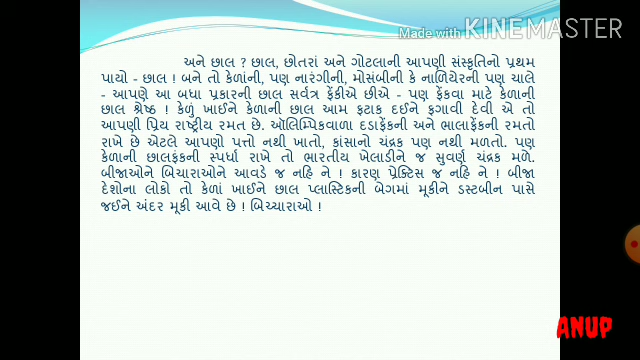 Made with KINEMASTER
અને છાલ ? છાલ, છોતરાં અને ગોટલાની આપણી સંસ્કૃતિનો પ્રથમ
પાયો - છાલ ! બને તો કેળાંની, પણ નારંગીની, મોસંબીની કે નાળિયેરની પણ ચાલે
- આપણે આ બધા પ્રકારની છાલ સર્વત્ર ફેંકીએ છીએ - પણ ફેંકવા માટે કેળાની
છાલ શ્રેષ્ઠ ! કેળું ખાઈને કેળાની છાલ આમ ફટાક દઈને ફગાવી દેવી એ તો
આપણી પ્રિય રાષ્ટ્રીય રમત છે. ઑલિમ્પિકવાળા દડાફેંકની અને ભાલાફેંકની રમતો
રાખે છે એટલે આપણો પત્તો નથી ખાતો, કાંસાનો ચંદ્રક પણ નથી મળતો. પણ
કેળાની છાલફંકની સ્પર્ધા રાખે તો ભારતીય ખેલાડીને જ સુવર્ણ ચંદ્રક મળે.
બીજાઓને બિચારાઓને આવડે જ નહિ ને ! કારણ પ્રેક્ટિસ જ નહિ ને ! બીજા
દેશોના લોકો તો કેળાં ખાઈને છાલ પ્લાસ્ટિકની બેગમાં મૂકીને ડસ્ટબીન પાસે
જઈને અંદર મૂકી આવે છે ! બિચ્ચારાઓ !
ANUP